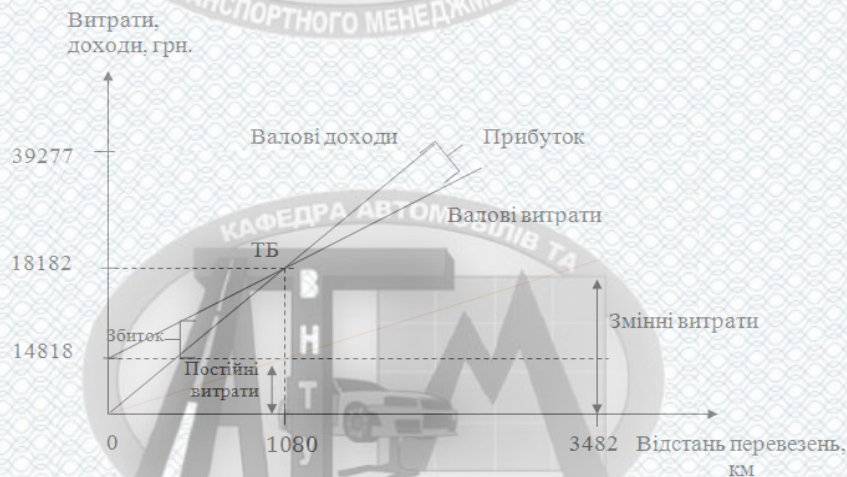 ТРАНСПОРТНОГО МЕНЕДЖМ
Витрати,
доходи, грн.
39277
Валові доходи
Прибуток
КАФЕДРА АВТОМОБІЛІВ ТА
Валові витрати
ТБ
18182
В
Н
Т
У
Збиток
Змінні витрати
14818
Постійні
витрати
0
1080
3482
Відстань перевезень,
км